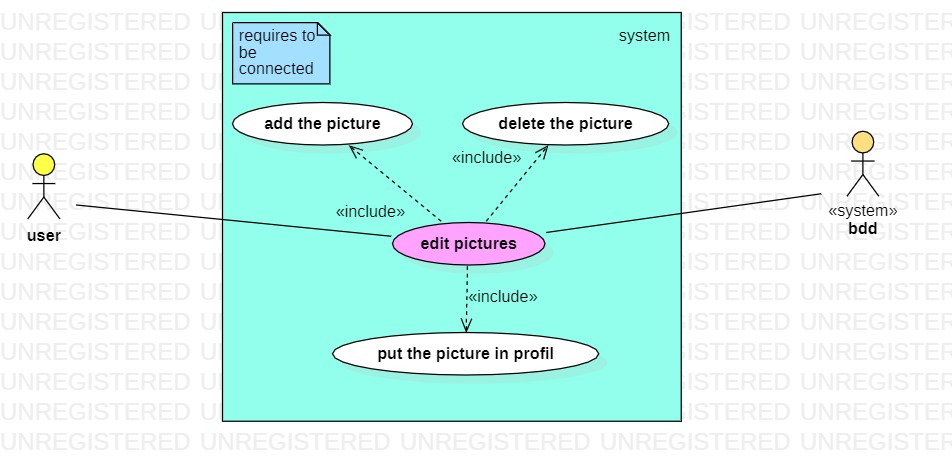 requires to
be
connected
system
add the picture
delete the picture
«include»
«include»
user
edit pictures
«system»
bdd
«include»
put the picture in profil
UNREGISTERED UNREGISTERED UNREGISTERED UNREGISTERED UNREGISTERED